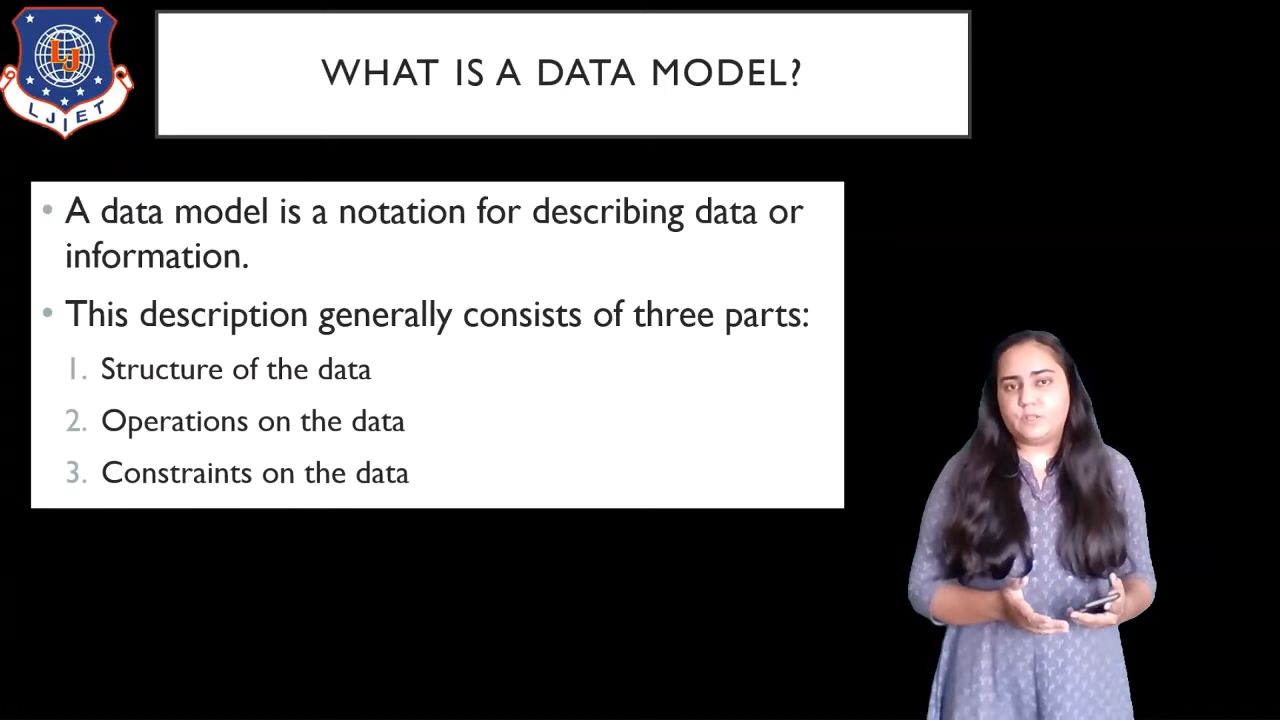 LJ
LJIET
WHAT IS A DATA MODEL?
• A data model is a notation for describing data or
information.
• This description generally consists of three parts:
1. Structure of the data
2. Operations on the data
3. Constraints on the data